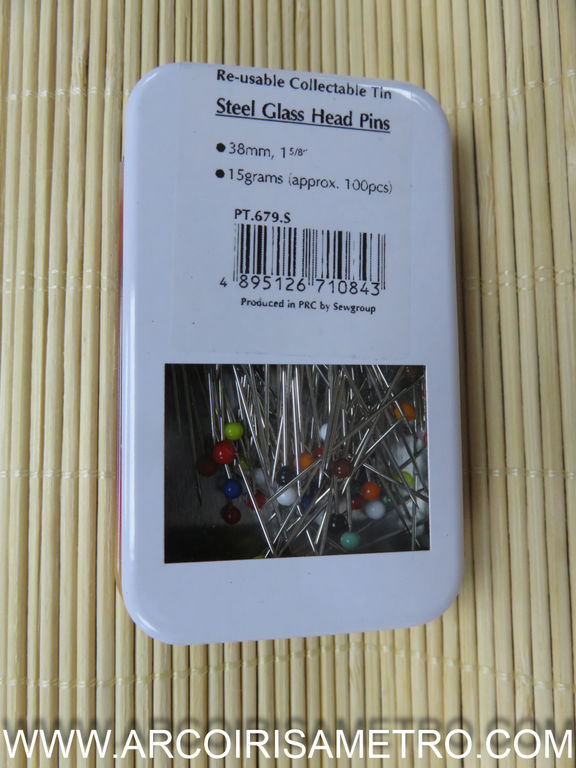 Re-usable Collectable Tin
Steel Glass Head Pins
• 38mm, 1 5/8"
• 15grams (approx. 100pcs)
PT.679.S
4 895126 710843
Produced in PRC by Sewgroup
WWW.ARCOIRISAMETRO.COM